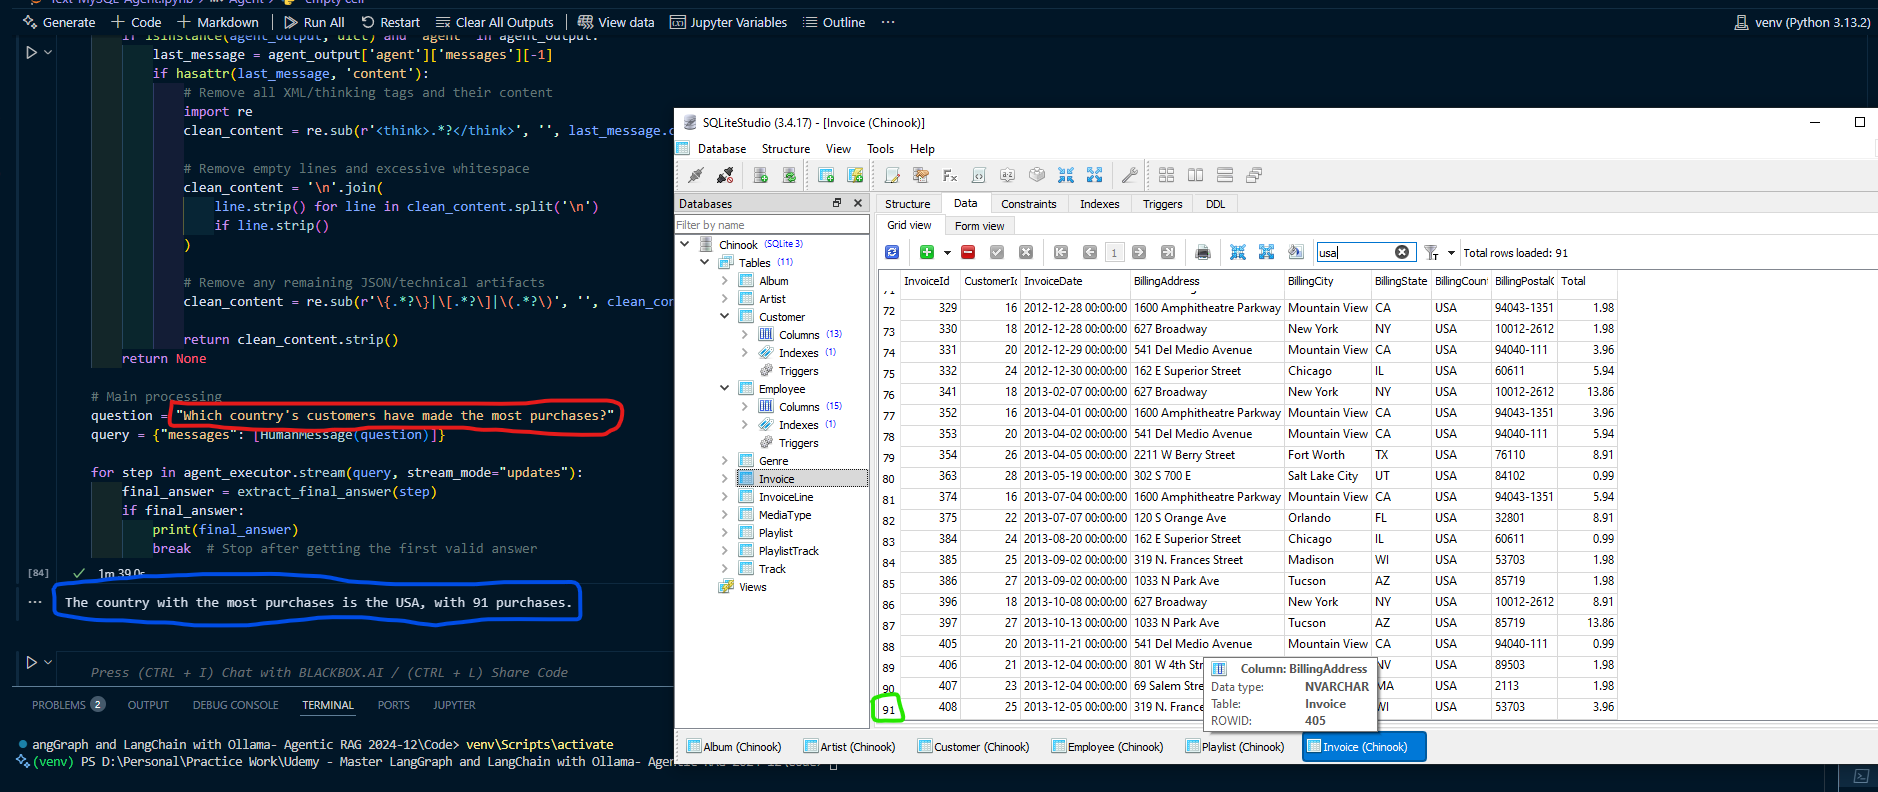 Text-MySQL-Agent.ipynb > Agent > empty cell
Generate + Code + Markdown Run All Restart Clear All Outputs View data Jupyter Variables Outline ... venv (Python 3.13.2)
if isinstance(agent_output, dict) and 'agent' in agent_output:
last_message = agent_output['agent']['messages'][-1]
if hasattr(last_message, 'content'):
# Remove all XML/thinking tags and their content
import re
clean_content = re.sub(r'<think>.*?</think>', '', last_message.c
# Remove empty lines and excessive whitespace
clean_content = '\n'.join(
line.strip() for line in clean_content.split('\n')
if line.strip()
)
# Remove any remaining JSON/technical artifacts
clean_content = re.sub(r'\{.*?\}|\[.*?\]|\(.*?\)', '', clean_con
return clean_content.strip()
return None
# Main processing
question = "Which country's customers have made the most purchases?"
query = {"messages": [HumanMessage(question)]}
for step in agent_executor.stream(query, stream_mode="updates"):
final_answer = extract_final_answer(step)
if final_answer:
print(final_answer)
break # Stop after getting the first valid answer
[84] 1m 39.0s
... The country with the most purchases is the USA, with 91 purchases.
Press (CTRL + I) Chat with BLACKBOX.AI / (CTRL + L) Share Code
PROBLEMS 2 OUTPUT DEBUG CONSOLE TERMINAL PORTS JUPYTER
angGraph and LangChain with Ollama- Agentic RAG 2024-12\Code> venv\Scripts\activate
(venv) PS D:\Personal\Practice Work\Udemy - Master LangGraph and LangChain with Ollama- Agentic RAG 2024-12\Code>
SQLiteStudio (3.4.17) - [Invoice (Chinook)]
Database Structure View Tools Help
Databases
Filter by name
Chinook (SQLite 3)
Tables (11)
Album
Artist
Customer
Columns (13)
Indexes (1)
Triggers
Employee
Columns (15)
Indexes (1)
Triggers
Genre
Invoice
InvoiceLine
MediaType
Playlist
PlaylistTrack
Track
Views
Structure Data Constraints Indexes Triggers DDL
Grid view Form view
1 usa Total rows loaded: 91
InvoiceId CustomerId InvoiceDate BillingAddress BillingCity BillingState BillingCount BillingPostalC Total
71
72 329 16 2012-12-28 00:00:00 1600 Amphitheatre Parkway Mountain View CA USA 94043-1351 1.98
73 330 18 2012-12-28 00:00:00 627 Broadway New York NY USA 10012-2612 1.98
74 331 20 2012-12-29 00:00:00 541 Del Medio Avenue Mountain View CA USA 94040-111 3.96
75 332 24 2012-12-30 00:00:00 162 E Superior Street Chicago IL USA 60611 5.94
76 341 18 2013-02-07 00:00:00 627 Broadway New York NY USA 10012-2612 13.86
77 352 16 2013-04-01 00:00:00 1600 Amphitheatre Parkway Mountain View CA USA 94043-1351 3.96
78 353 20 2013-04-02 00:00:00 541 Del Medio Avenue Mountain View CA USA 94040-111 5.94
79 354 26 2013-04-05 00:00:00 2211 W Berry Street Fort Worth TX USA 76110 8.91
80 363 28 2013-05-19 00:00:00 302 S 700 E Salt Lake City UT USA 84102 0.99
81 374 16 2013-07-04 00:00:00 1600 Amphitheatre Parkway Mountain View CA USA 94043-1351 5.94
82 375 22 2013-07-07 00:00:00 120 S Orange Ave Orlando FL USA 32801 8.91
83 384 24 2013-08-20 00:00:00 162 E Superior Street Chicago IL USA 60611 0.99
84 385 25 2013-09-02 00:00:00 319 N. Frances Street Madison WI USA 53703 1.98
85 386 27 2013-09-02 00:00:00 1033 N Park Ave Tucson AZ USA 85719 1.98
86 396 18 2013-10-08 00:00:00 627 Broadway New York NY USA 10012-2612 8.91
87 397 27 2013-10-13 00:00:00 1033 N Park Ave Tucson AZ USA 85719 13.86
88 405 20 2013-11-21 00:00:00 541 Del Medio Avenue Mountain View CA USA 94040-111 0.99
89 406 21 2013-12-04 00:00:00 801 W 4th Str NV USA 89503 1.98
90 407 23 2013-12-04 00:00:00 69 Salem Stre MA USA 2113 1.98
91 408 25 2013-12-05 00:00:00 319 N. France WI USA 53703 3.96
Column: BillingAddress
Data type: NVARCHAR
Table: Invoice
ROWID: 405
Album (Chinook) Artist (Chinook) Customer (Chinook) Employee (Chinook) Playlist (Chinook) Invoice (Chinook)